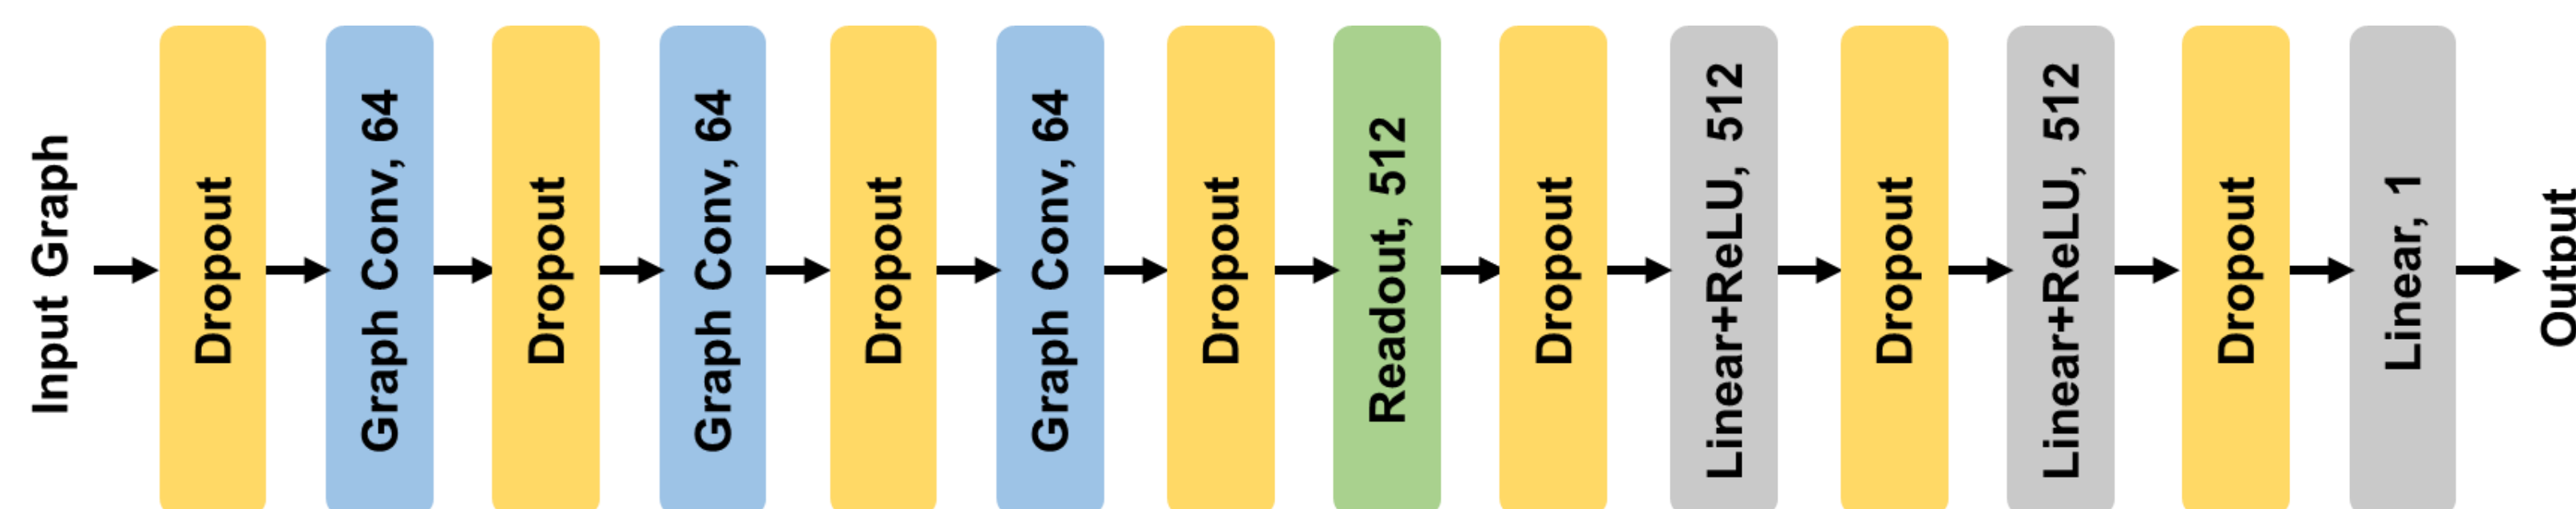 Input Graph
Dropout
Graph Conv, 64
Dropout
Graph Conv, 64
Dropout
Graph Conv, 64
Dropout
Readout, 512
Dropout
Linear+ReLU, 512
Dropout
Linear+ReLU, 512
Dropout
Linear, 1
Output